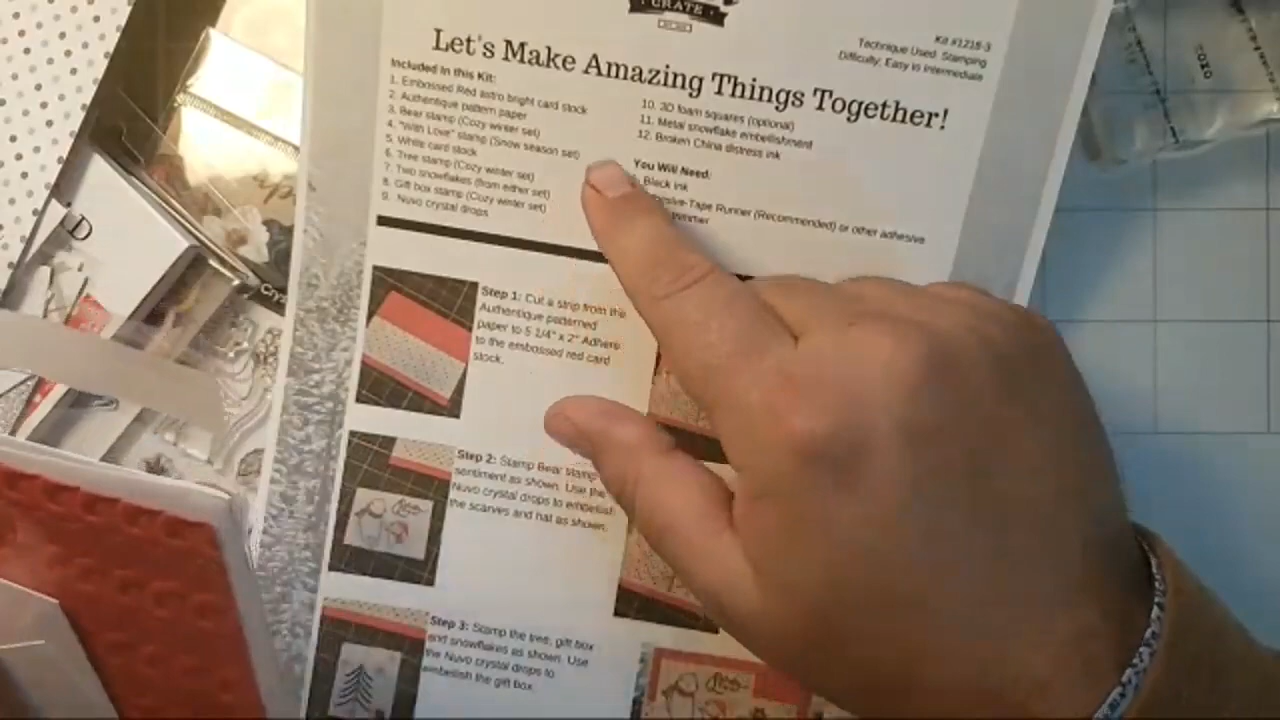 CRATE
Kit #1218-3
Technique Used: Stamping
Difficulty: Easy to Intermediate
Let's Make Amazing Things Together!
Included in this Kit:
1. Embossed Red astro bright card stock
2. Authentique pattern paper
3. Bear stamp (Cozy winter set)
4. "With Love" stamp (Snow season set)
5. White card stock
6. Tree stamp (Cozy winter set)
7. Two snowflakes (from either set)
8. Gift box stamp (Cozy winter set)
9. Nuvo crystal drops
10. 3D foam squares (optional)
11. Metal snowflake embellishment
12. Broken China distress ink
You Will Need:
Black ink
-Tape Runner (Recommended) or other adhesive
Step 1: Cut a strip from the
Authentique patterned
paper to 5 1/4" x 2" Adhere
to the embossed red card
stock.
Step 2: Stamp Bear stamp
sentiment as shown. Use the
Nuvo crystal drops to embellish
the scarves and hat as shown.
Step 3: Stamp the tree, gift box
and snowflakes as shown. Use
the Nuvo crystal drops to
embellish the gift box.